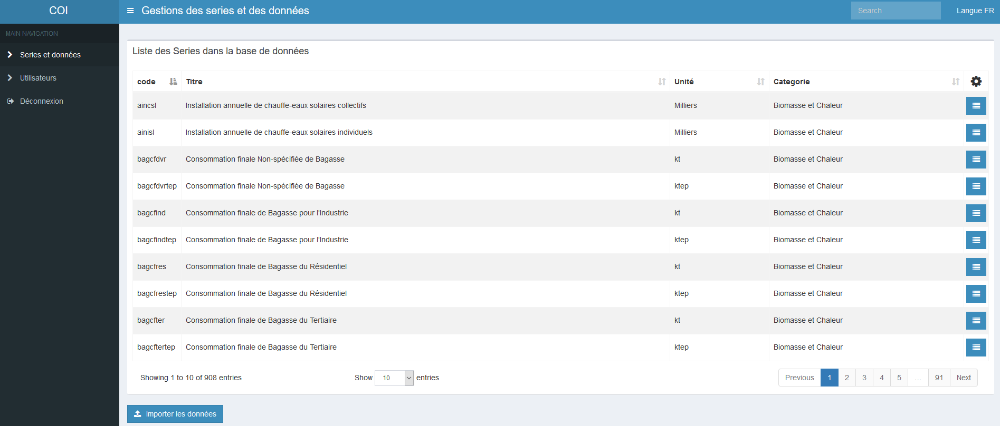 COI
Gestions des series et des données
Search
Langue FR
MAIN NAVIGATION
Series et données
Utilisateurs
Déconnexion
Liste des Series dans la base de données
code Titre Unité Categorie
aincsl Installation annuelle de chauffe-eaux solaires collectifs Milliers Biomasse et Chaleur
ainisl Installation annuelle de chauffe-eaux solaires individuels Milliers Biomasse et Chaleur
bagcfdvr Consommation finale Non-spécifiée de Bagasse kt Biomasse et Chaleur
bagcfdvrtep Consommation finale Non-spécifiée de Bagasse ktep Biomasse et Chaleur
bagcfind Consommation finale de Bagasse pour l'Industrie kt Biomasse et Chaleur
bagcfindtep Consommation finale de Bagasse pour l'Industrie ktep Biomasse et Chaleur
bagcfres Consommation finale de Bagasse du Résidentiel kt Biomasse et Chaleur
bagcfrestep Consommation finale de Bagasse du Résidentiel ktep Biomasse et Chaleur
bagcfter Consommation finale de Bagasse du Tertiaire kt Biomasse et Chaleur
bagcftertep Consommation finale de Bagasse du Tertiaire ktep Biomasse et Chaleur
Showing 1 to 10 of 908 entries Show 10 entries Previous 1 2 3 4 5 … 91 Next
Importer les données